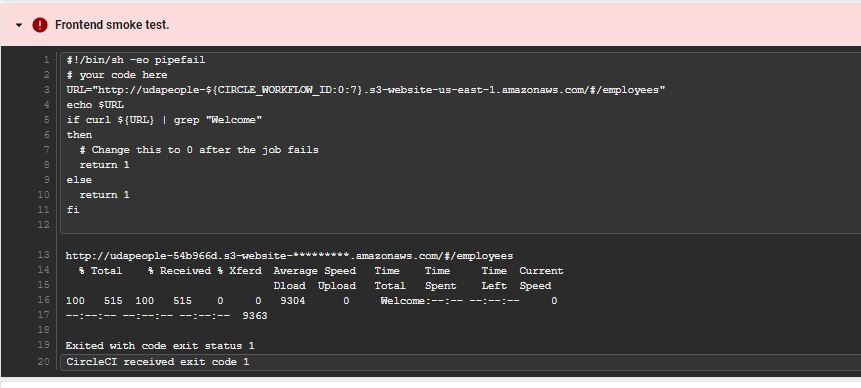 Frontend smoke test.
1 #!/bin/sh -eo pipefail
2 # your code here
3 URL="http://udapeople-${CIRCLE_WORKFLOW_ID:0:7}.s3-website-us-east-1.amazonaws.com/#/employees"
4 echo $URL
5 if curl ${URL} | grep "Welcome"
6 then
7 # Change this to 0 after the job fails
8 return 1
9 else
10 return 1
11 fi
12
13 http://udapeople-54b966d.s3-website-*********.amazonaws.com/#/employees
14 % Total % Received % Xferd Average Speed Time Time Time Current
15 Dload Upload Total Spent Left Speed
16 100 515 100 515 0 0 9304 0 Welcome:--:-- --:--:-- 0
17 --:--:-- --:--:-- --:--:-- 9363
18
19 Exited with code exit status 1
20 CircleCI received exit code 1